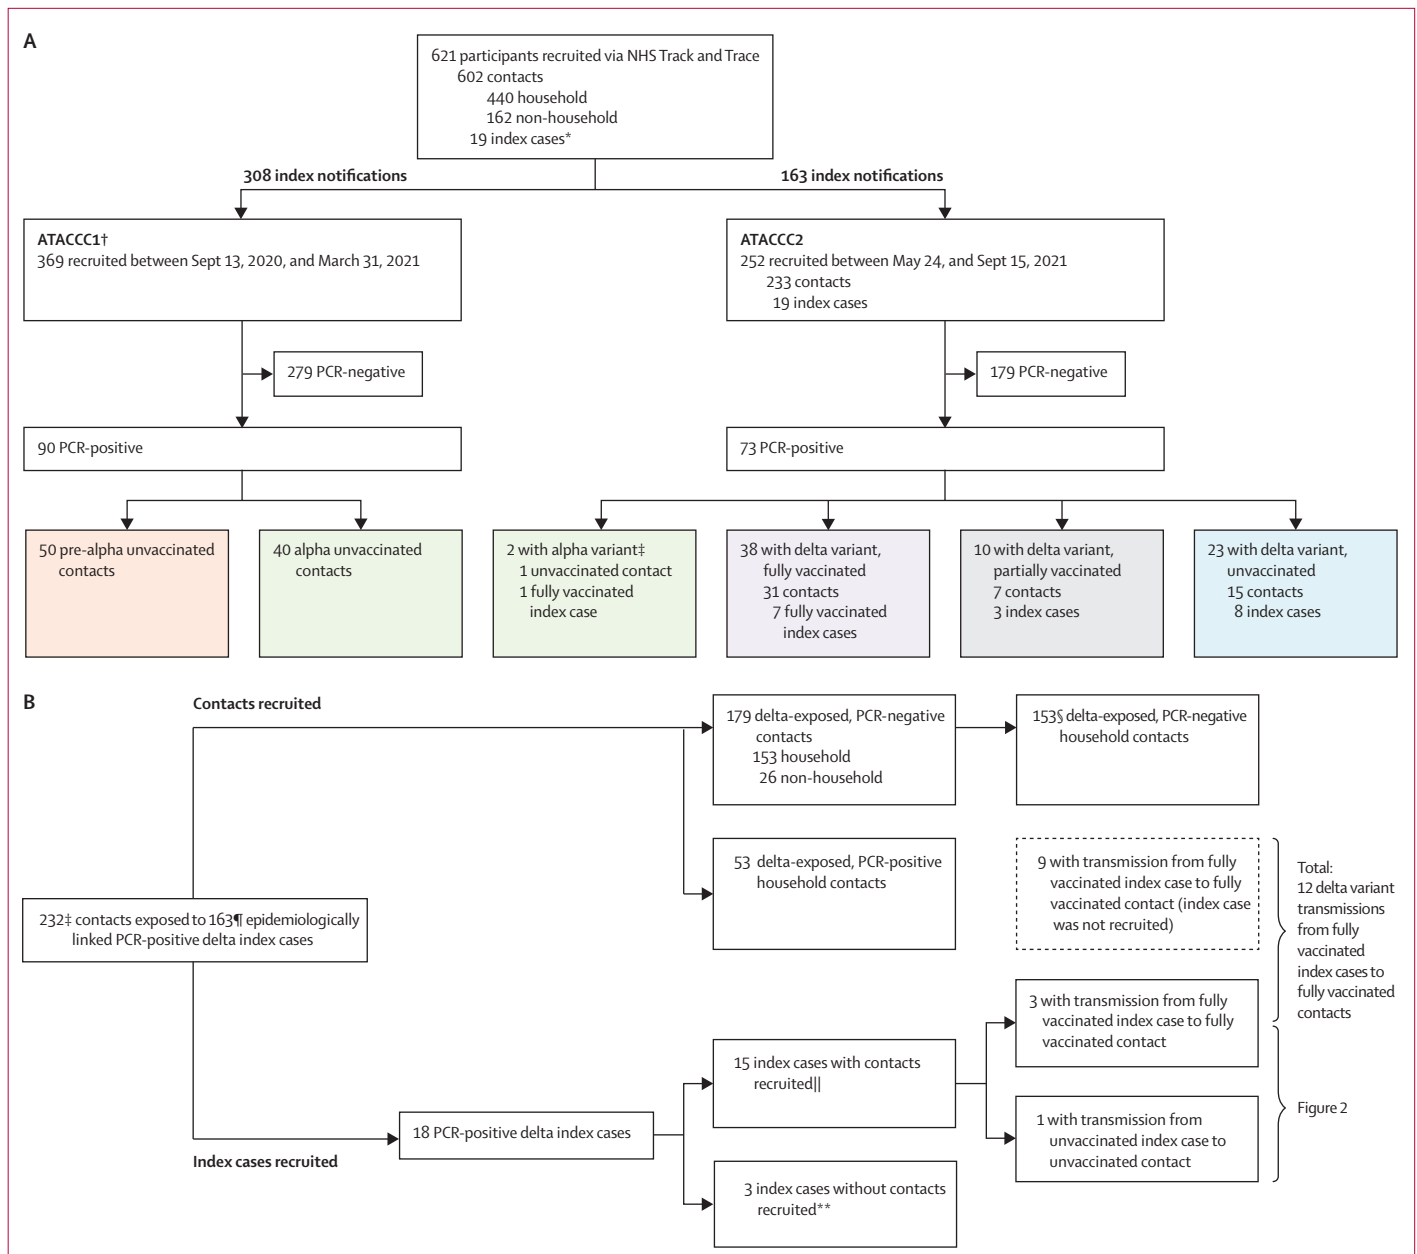 A
621 participants recruited via NHS Track and Trace
602 contacts
440 household
162 non-household
19 index cases*
308 index notifications
163 index notifications
ATACCC1†
369 recruited between Sept 13, 2020, and March 31, 2021
ATACCC2
252 recruited between May 24, and Sept 15, 2021
233 contacts
19 index cases
279 PCR-negative
179 PCR-negative
90 PCR-positive
73 PCR-positive
50 pre-alpha unvaccinated
contacts
40 alpha unvaccinated
contacts
2 with alpha variant‡
1 unvaccinated contact
1 fully vaccinated
index case
38 with delta variant,
fully vaccinated
31 contacts
7 fully vaccinated
index cases
10 with delta variant,
partially vaccinated
7 contacts
3 index cases
23 with delta variant,
unvaccinated
15 contacts
8 index cases
B
Contacts recruited
179 delta-exposed, PCR-negative
contacts
153 household
26 non-household
153§ delta-exposed, PCR-negative
household contacts
53 delta-exposed, PCR-positive
household contacts
9 with transmission from fully
vaccinated index case to fully
vaccinated contact (index case
was not recruited)
Total:
12 delta variant
transmissions
from fully
vaccinated
index cases to
fully vaccinated
contacts
232‡ contacts exposed to 163¶ epidemiologically
linked PCR-positive delta index cases
3 with transmission from fully
vaccinated index case to fully
vaccinated contact
15 index cases with contacts
recruited||
18 PCR-positive delta index cases
Index cases recruited
1 with transmission from
unvaccinated index case to
unvaccinated contact
Figure 2
3 index cases without contacts
recruited**